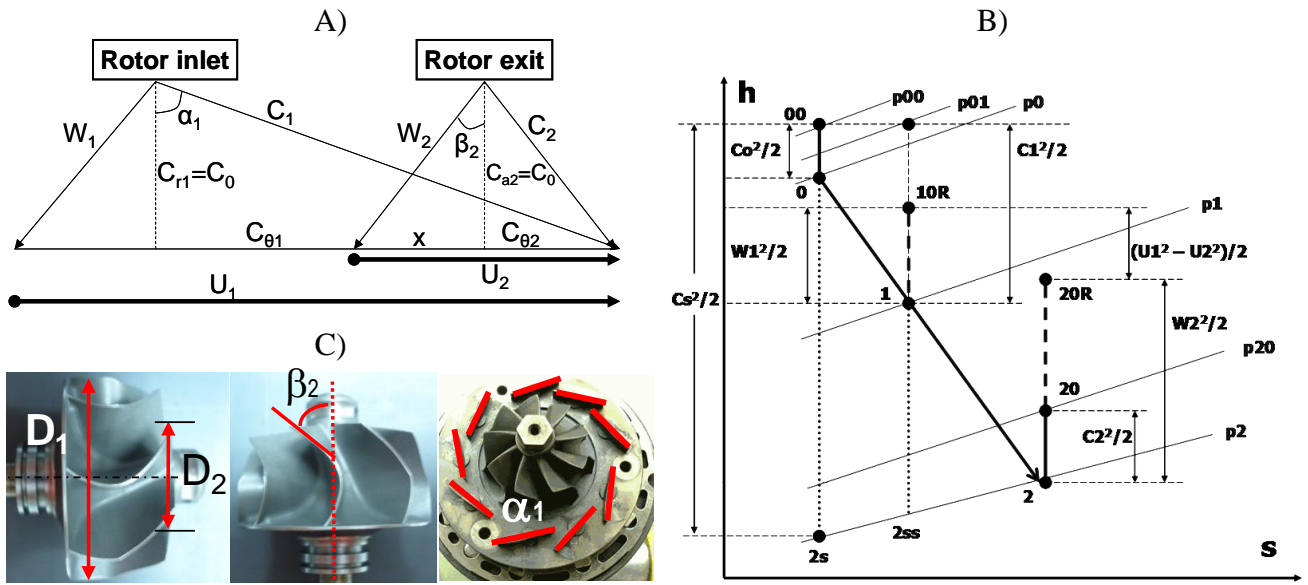 A)
Rotor inlet
Rotor exit
W1
α1
C1
Cr1=C0
W2
β2
C2
Ca2=C0
Cθ1
x
Cθ2
U2
U1
B)
h
00
p00
p01
p0
Co²/2
C1²/2
0
10R
p1
W1²/2
(U1² – U2²)/2
1
20R
Cs²/2
W2²/2
p20
20
C2²/2
p2
2
2s
2ss
s
C)
D1
D2
β2
α1